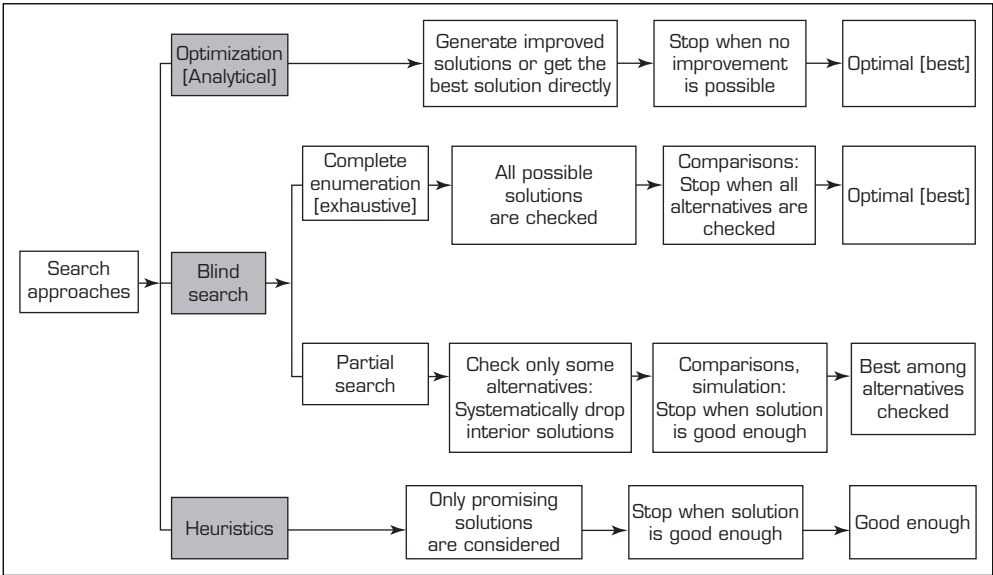 Optimization
[Analytical]
Generate improved
solutions or get the
best solution directly
Stop when no
improvement
is possible
Optimal [best]
Complete
enumeration
[exhaustive]
All possible
solutions
are checked
Comparisons:
Stop when all
alternatives are
checked
Optimal [best]
Search
approaches
Blind
search
Partial
search
Check only some
alternatives:
Systematically drop
interior solutions
Comparisons,
simulation:
Stop when solution
is good enough
Best among
alternatives
checked
Heuristics
Only promising
solutions
are considered
Stop when solution
is good enough
Good enough